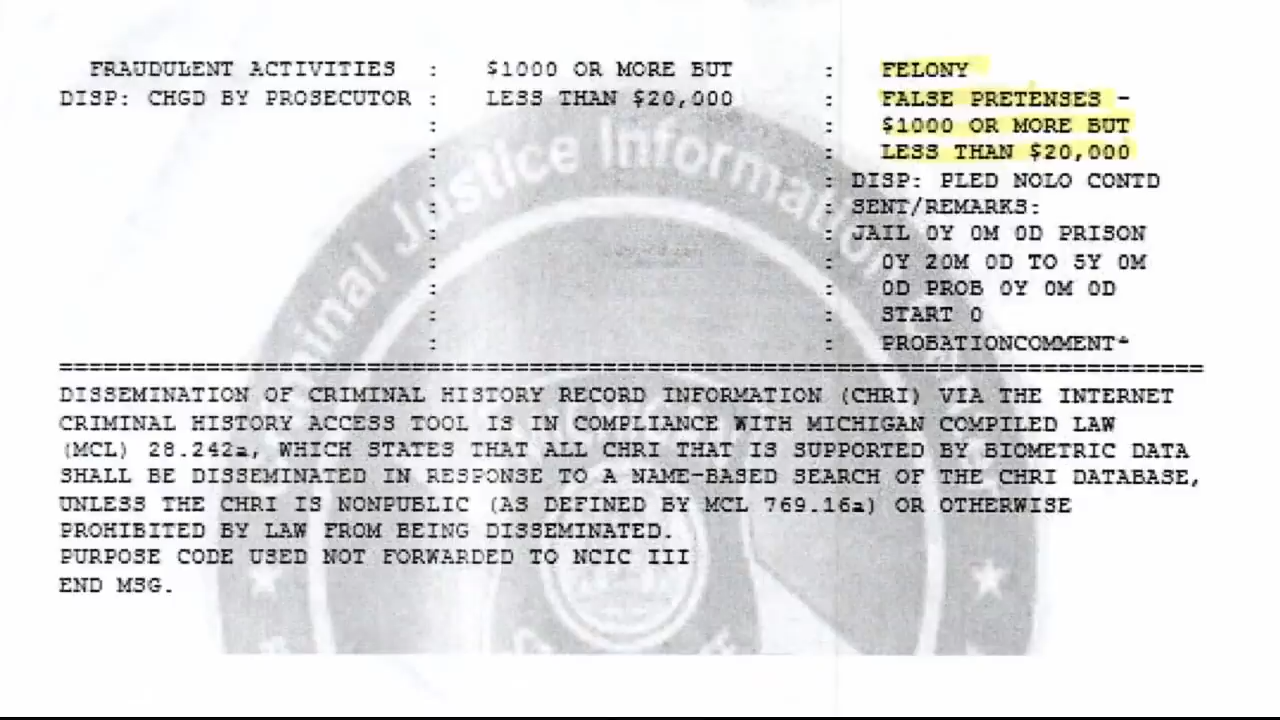 FRAUDULENT ACTIVITIES : $1000 OR MORE BUT : FELONY
DISP: CHGD BY PROSECUTOR : LESS THAN $20,000 : FALSE PRETENSES -
: : $1000 OR MORE BUT
: : LESS THAN $20,000
: : DISP: PLED NOLO CONTD
: : SENT/REMARKS:
: : JAIL 0Y 0M 0D PRISON
: : 0Y 20M 0D TO 5Y 0M
: : 0D PROB 0Y 0M 0D
: : START 0
: : PROBATIONCOMMENT*
==============================================================================
DISSEMINATION OF CRIMINAL HISTORY RECORD INFORMATION (CHRI) VIA THE INTERNET
CRIMINAL HISTORY ACCESS TOOL IS IN COMPLIANCE WITH MICHIGAN COMPILED LAW
(MCL) 28.242a, WHICH STATES THAT ALL CHRI THAT IS SUPPORTED BY BIOMETRIC DATA
SHALL BE DISSEMINATED IN RESPONSE TO A NAME-BASED SEARCH OF THE CHRI DATABASE,
UNLESS THE CHRI IS NONPUBLIC (AS DEFINED BY MCL 769.16a) OR OTHERWISE
PROHIBITED BY LAW FROM BEING DISSEMINATED.
PURPOSE CODE USED NOT FORWARDED TO NCIC III
END MSG.
Justice Information